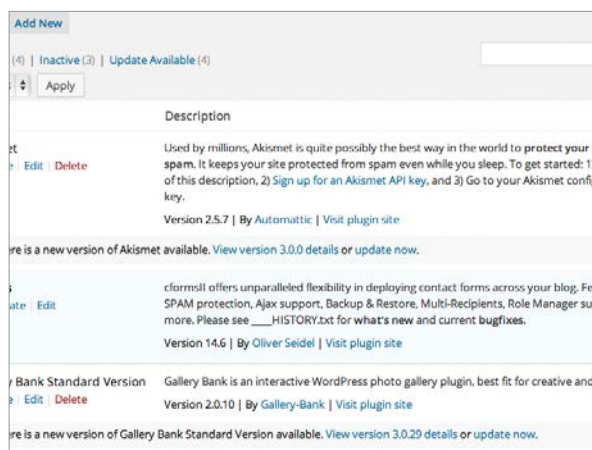 Add New
(4) | Inactive (3) | Update Available (4)
Apply
Description
et Used by millions, Akismet is quite possibly the best way in the world to protect your
Edit | Delete spam. It keeps your site protected from spam even while you sleep. To get started: 1
of this description, 2) Sign up for an Akismet API key, and 3) Go to your Akismet confi
key.
Version 2.5.7 | By Automattic | Visit plugin site
ere is a new version of Akismet available. View version 3.0.0 details or update now.
s cformsII offers unparalleled flexibility in deploying contact forms across your blog. Fe
ate | Edit SPAM protection, Ajax support, Backup & Restore, Multi-Recipients, Role Manager su
more. Please see ____HISTORY.txt for what's new and current bugfixes.
Version 14.6 | By Oliver Seidel | Visit plugin site
y Bank Standard Version Gallery Bank is an interactive WordPress photo gallery plugin, best fit for creative and
e | Edit | Delete Version 2.0.10 | By Gallery-Bank | Visit plugin site
ere is a new version of Gallery Bank Standard Version available. View version 3.0.29 details or update now.